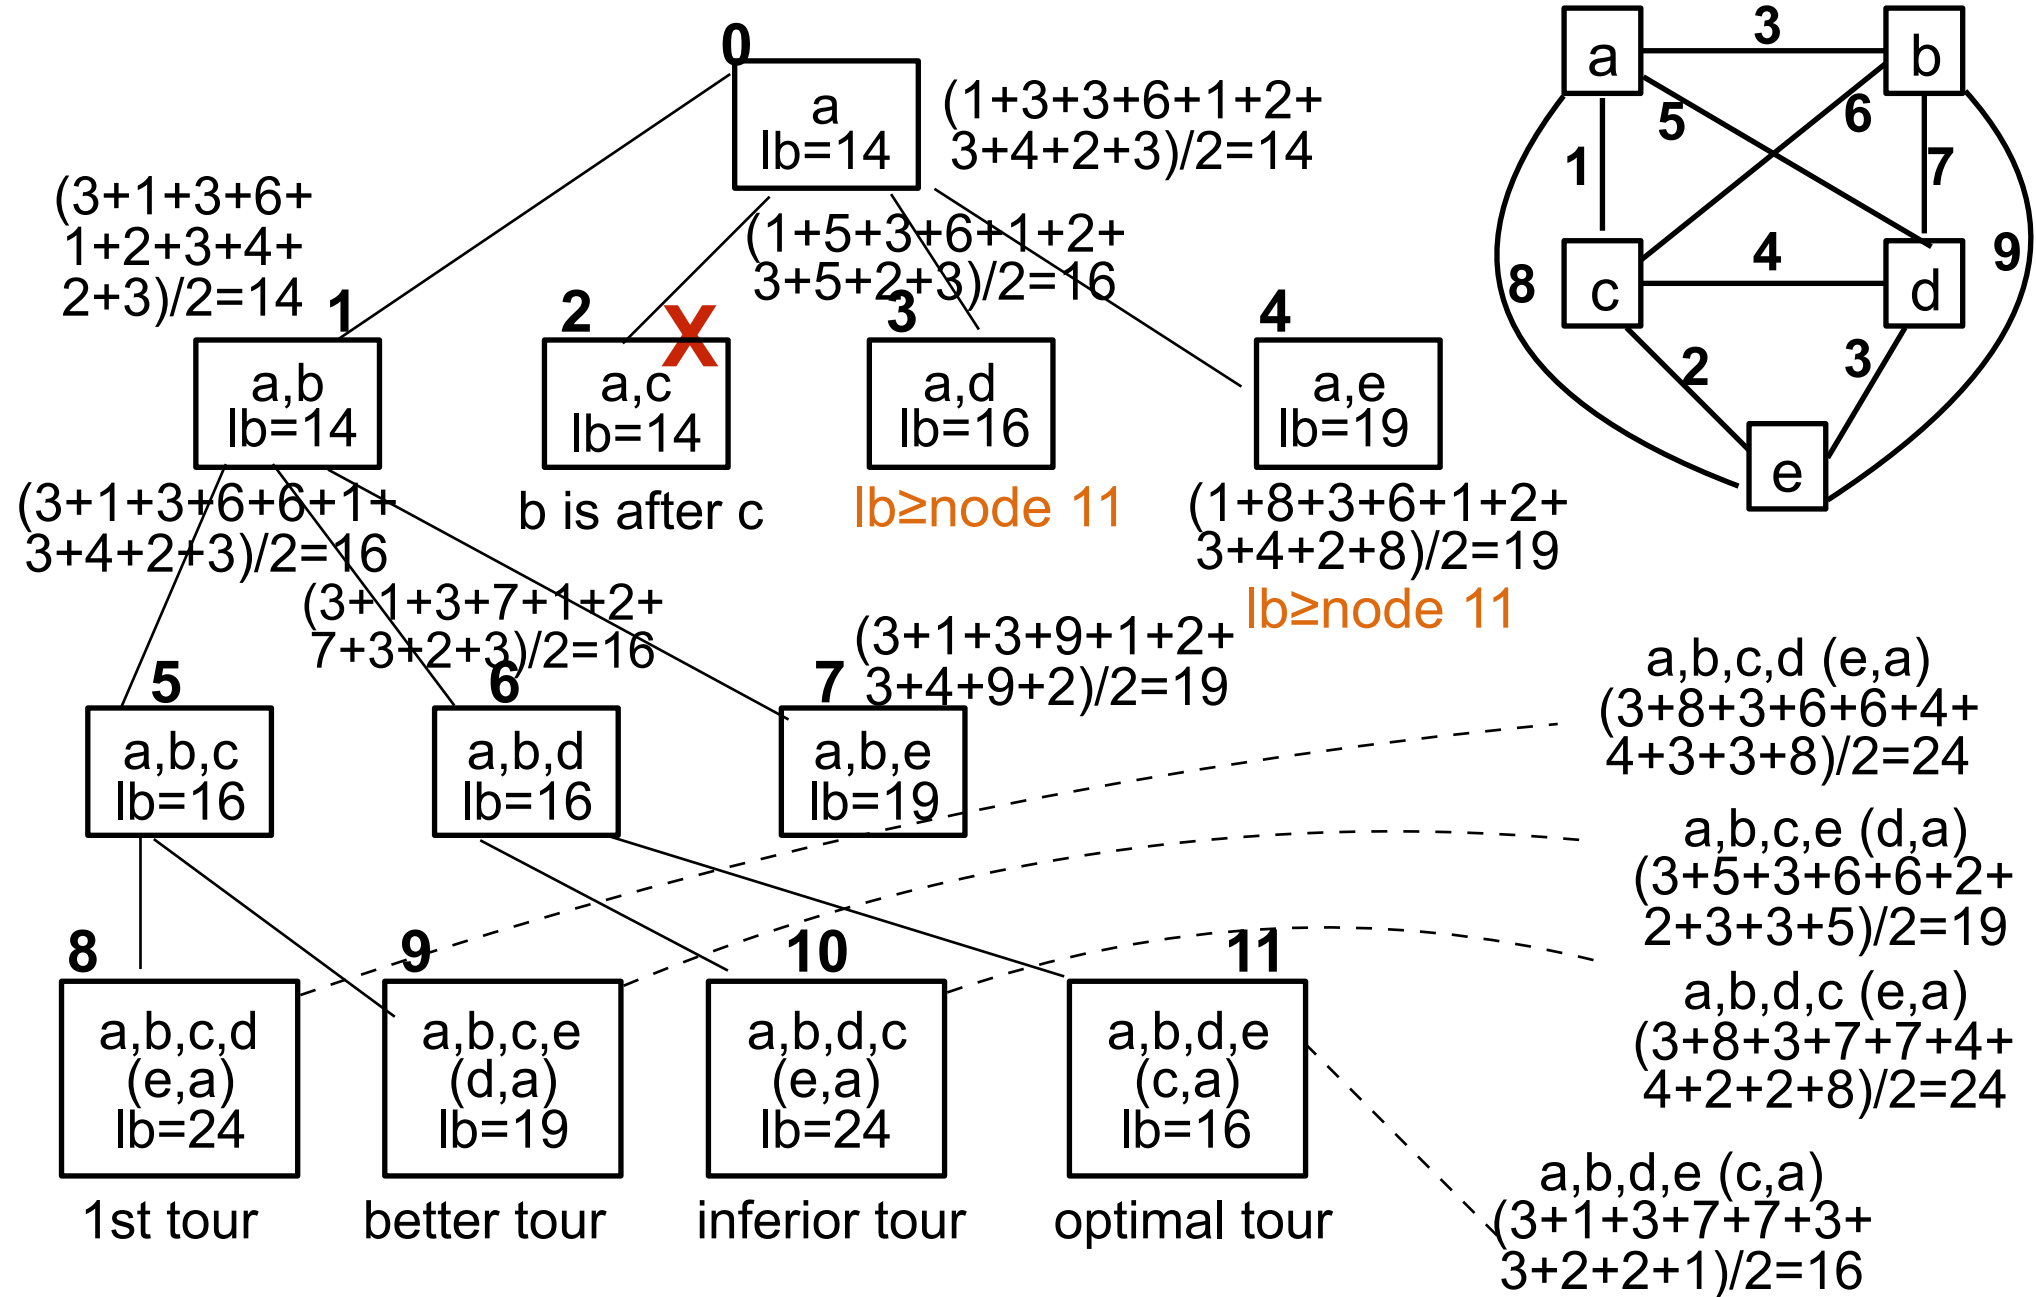 0
a
lb=14
(1+3+3+6+1+2+
3+4+2+3)/2=14
(3+1+3+6+
1+2+3+4+
2+3)/2=14
(1+5+3+6+1+2+
3+5+2+3)/2=16
1
a,b
lb=14
2
X
a,c
lb=14
b is after c
3
a,d
lb=16
lb≥node 11
4
a,e
lb=19
(1+8+3+6+1+2+
3+4+2+8)/2=19
lb≥node 11
a
b
c
d
e
3
5
6
1
7
4
8
9
2
3
(3+1+3+6+6+1+
3+4+2+3)/2=16
(3+1+3+7+1+2+
7+3+2+3)/2=16
(3+1+3+9+1+2+
3+4+9+2)/2=19
5
a,b,c
lb=16
6
a,b,d
lb=16
7
a,b,e
lb=19
8
a,b,c,d
(e,a)
lb=24
1st tour
9
a,b,c,e
(d,a)
lb=19
better tour
10
a,b,d,c
(e,a)
lb=24
inferior tour
11
a,b,d,e
(c,a)
lb=16
optimal tour
a,b,c,d (e,a)
(3+8+3+6+6+4+
4+3+3+8)/2=24
a,b,c,e (d,a)
(3+5+3+6+6+2+
2+3+3+5)/2=19
a,b,d,c (e,a)
(3+8+3+7+7+4+
4+2+2+8)/2=24
a,b,d,e (c,a)
(3+1+3+7+7+3+
3+2+2+1)/2=16